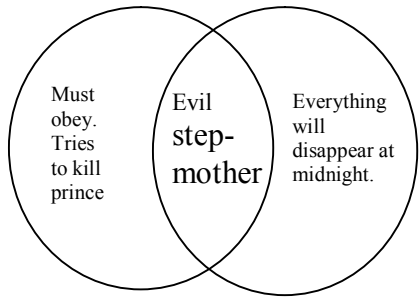 Must
obey.
Tries
to kill
prince
Evil
step-
mother
Everything
will
disappear at
midnight.